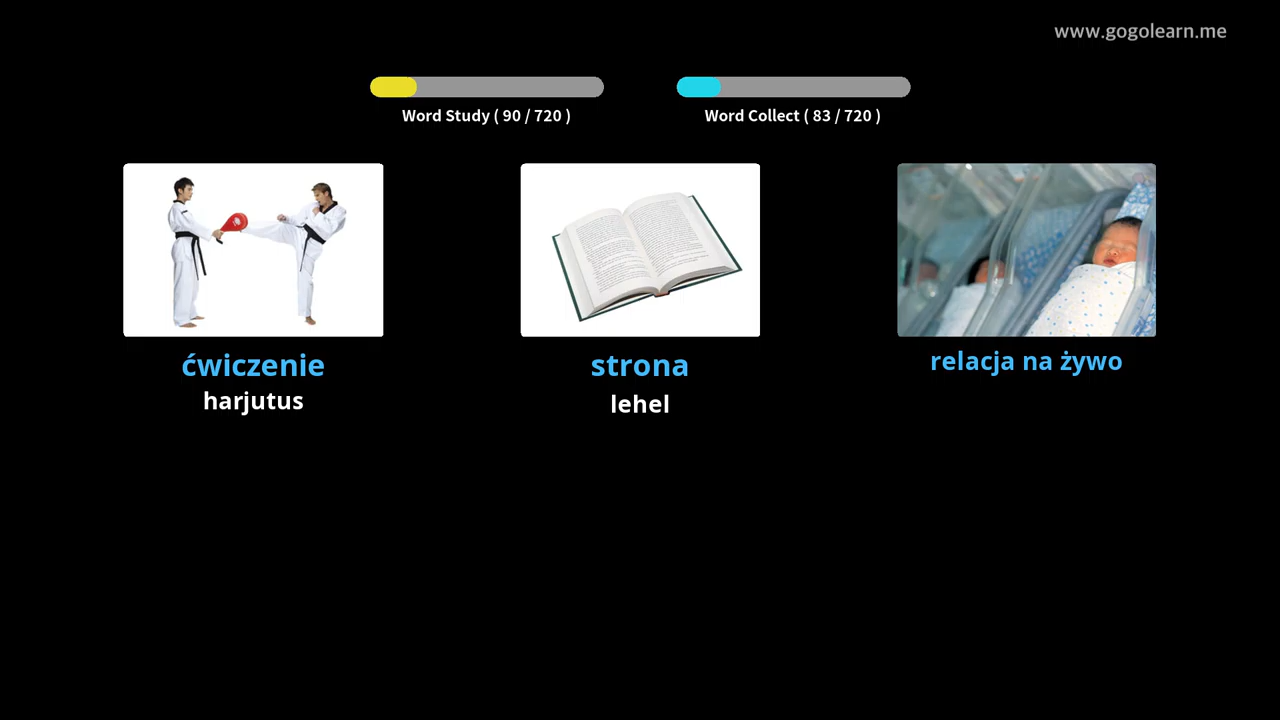 www.gogolearn.me
Word Study ( 90 / 720 )
Word Collect ( 83 / 720 )
ćwiczenie
harjutus
strona
lehel
relacja na żywo